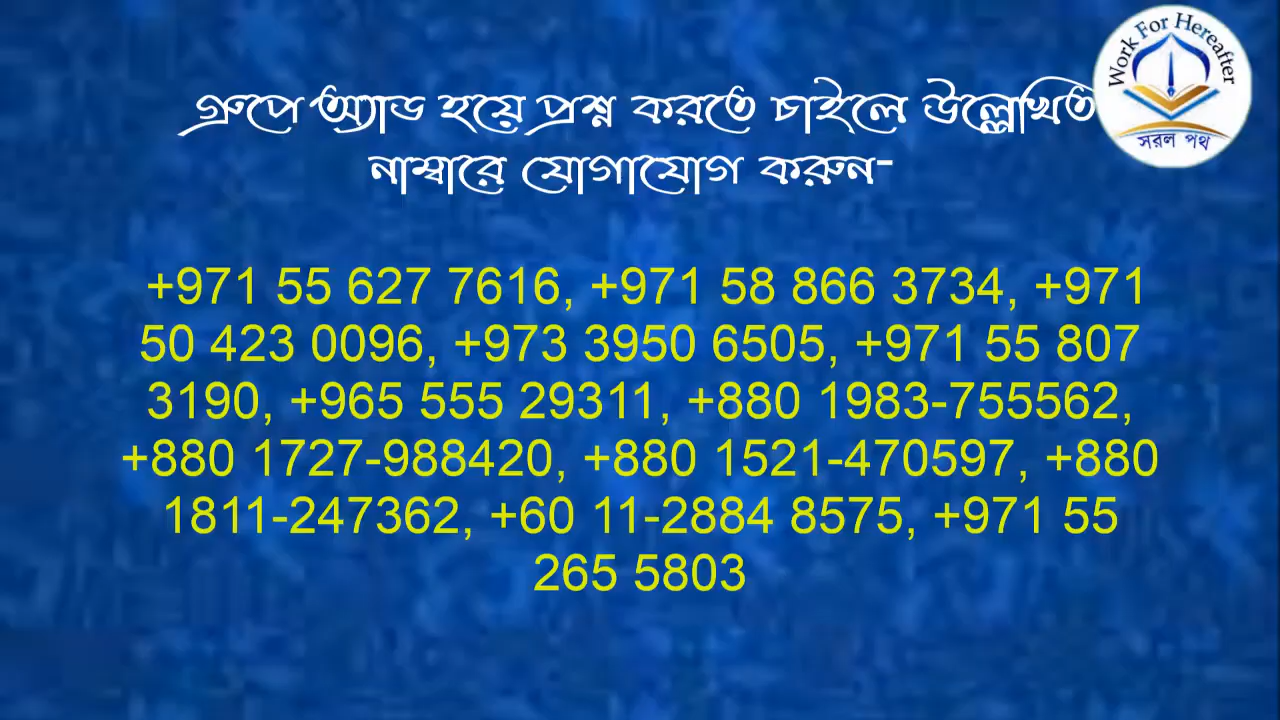 গ্রুপে অ্যাড হয়ে প্রশ্ন করতে চাইলে উল্লেখিত
নাম্বারে যোগাযোগ করুন-
Work For Hereafter
সরল পথ
+971 55 627 7616, +971 58 866 3734, +971
50 423 0096, +973 3950 6505, +971 55 807
3190, +965 555 29311, +880 1983-755562,
+880 1727-988420, +880 1521-470597, +880
1811-247362, +60 11-2884 8575, +971 55
265 5803